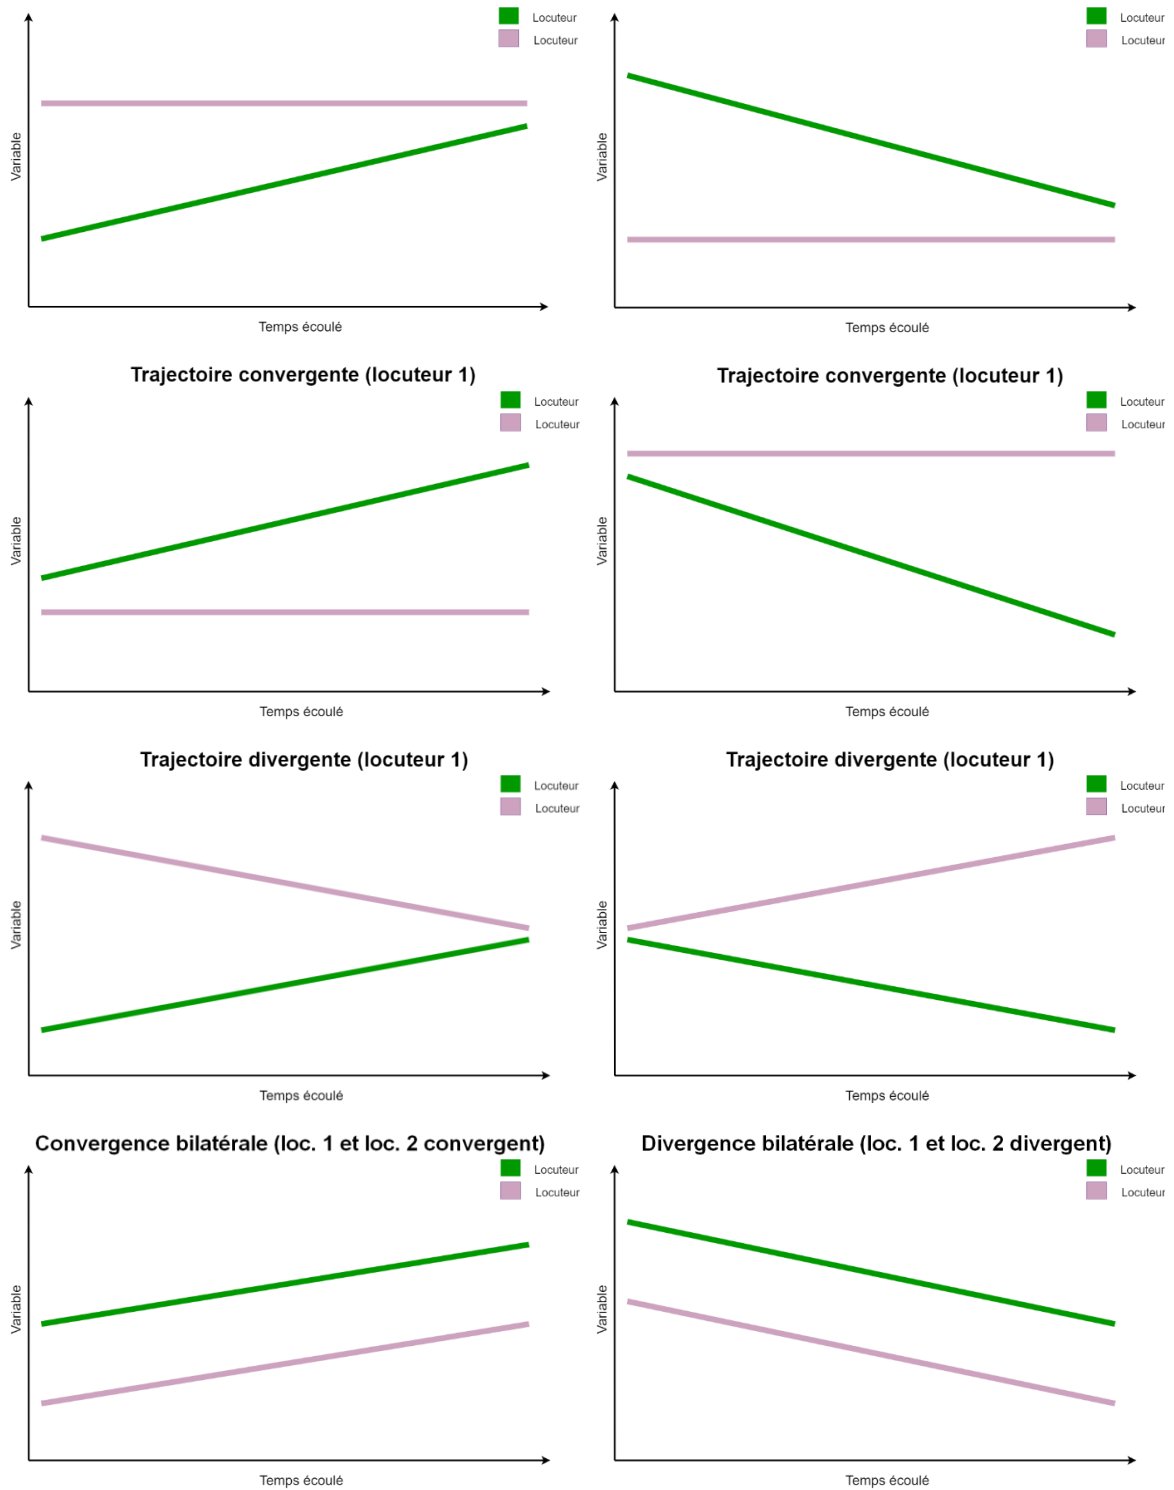 Locuteur
Locuteur
Variable
Temps écoulé
Locuteur
Locuteur
Variable
Temps écoulé
Trajectoire convergente (locuteur 1)
Locuteur
Locuteur
Variable
Temps écoulé
Trajectoire convergente (locuteur 1)
Locuteur
Locuteur
Variable
Temps écoulé
Trajectoire divergente (locuteur 1)
Locuteur
Locuteur
Variable
Temps écoulé
Trajectoire divergente (locuteur 1)
Locuteur
Locuteur
Variable
Temps écoulé
Convergence bilatérale (loc. 1 et loc. 2 convergent)
Locuteur
Locuteur
Variable
Temps écoulé
Divergence bilatérale (loc. 1 et loc. 2 divergent)
Locuteur
Locuteur
Variable
Temps écoulé